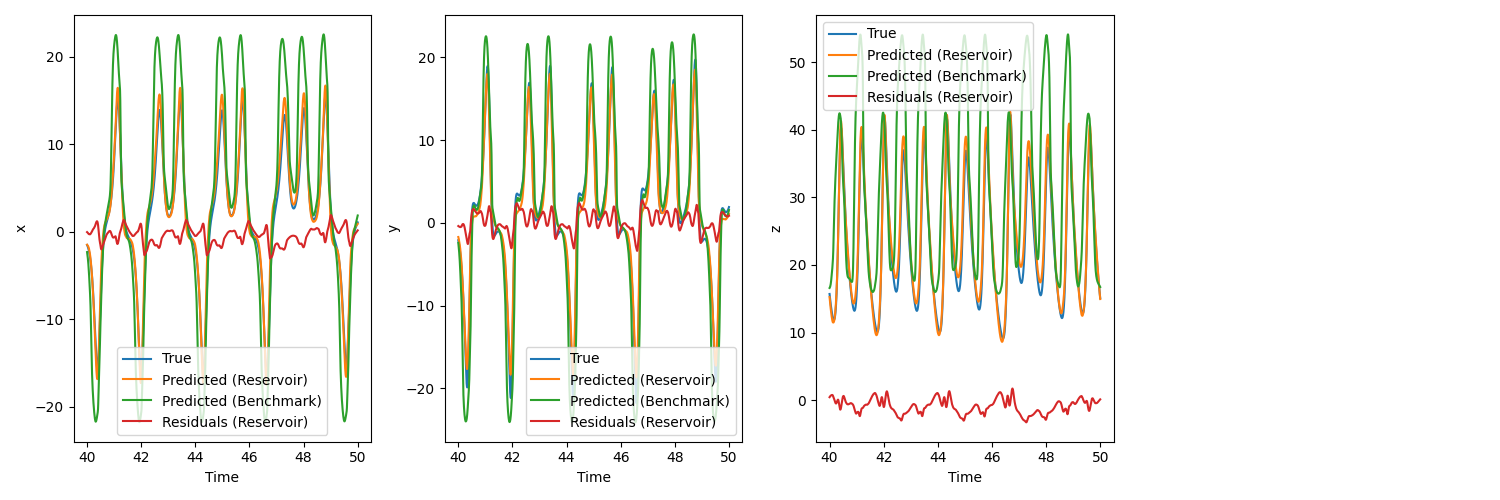 x
20
10
0
−10
−20
40
42
44
46
48
50
Time
True
Predicted (Reservoir)
Predicted (Benchmark)
Residuals (Reservoir)
y
20
10
0
−10
−20
40
42
44
46
48
50
Time
True
Predicted (Reservoir)
Predicted (Benchmark)
Residuals (Reservoir)
z
50
40
30
20
10
0
40
42
44
46
48
50
Time
True
Predicted (Reservoir)
Predicted (Benchmark)
Residuals (Reservoir)